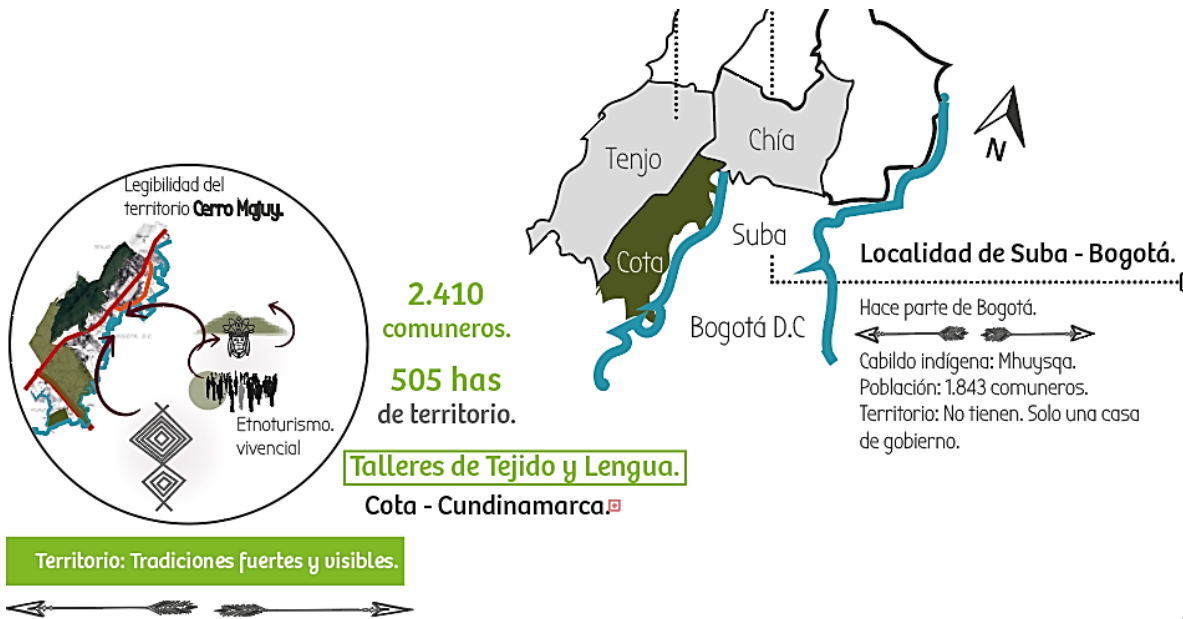 Legibilidad del
territorio Cerro Majuy.
Etnoturismo.
vivencial
2.410
comuneros.
505 has
de territorio.
Talleres de Tejido y Lengua.
Cota - Cundinamarca.
Territorio: Tradiciones fuertes y visibles.
Tenjo
Chía
Cota
Suba
Bogotá D.C
N
Localidad de Suba - Bogotá.
Hace parte de Bogotá.
Cabildo indígena: Mhuysqa.
Población: 1.843 comuneros.
Territorio: No tienen. Solo una casa
de gobierno.